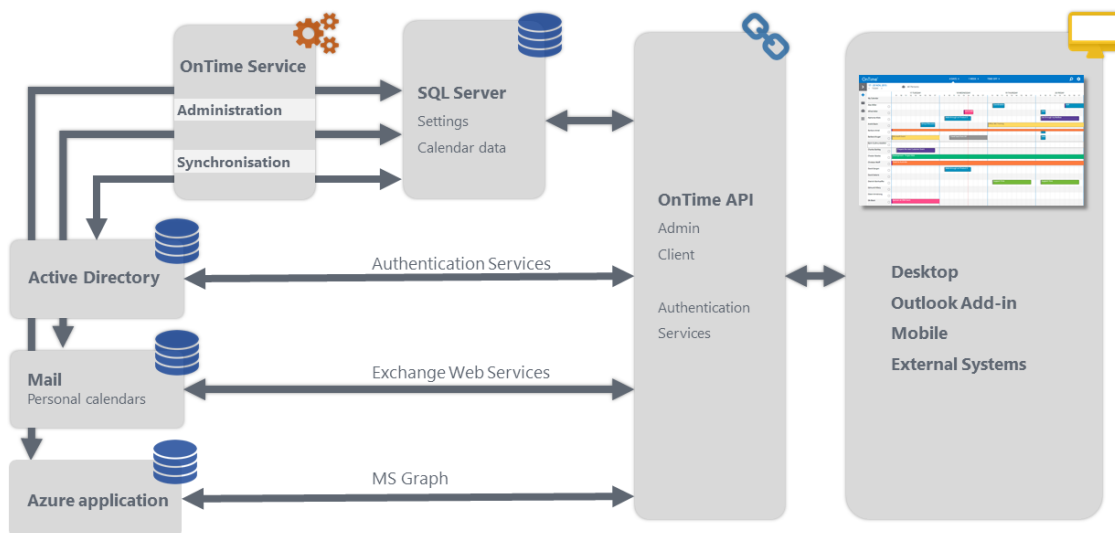 OnTime Service
Administration
Synchronisation
SQL Server
Settings
Calendar data
OnTime API
Admin
Client
Authentication
Services
OnTime
Desktop
Outlook Add-in
Mobile
External Systems
Active Directory
Authentication Services
Mail
Personal calendars
Exchange Web Services
Azure application
MS Graph